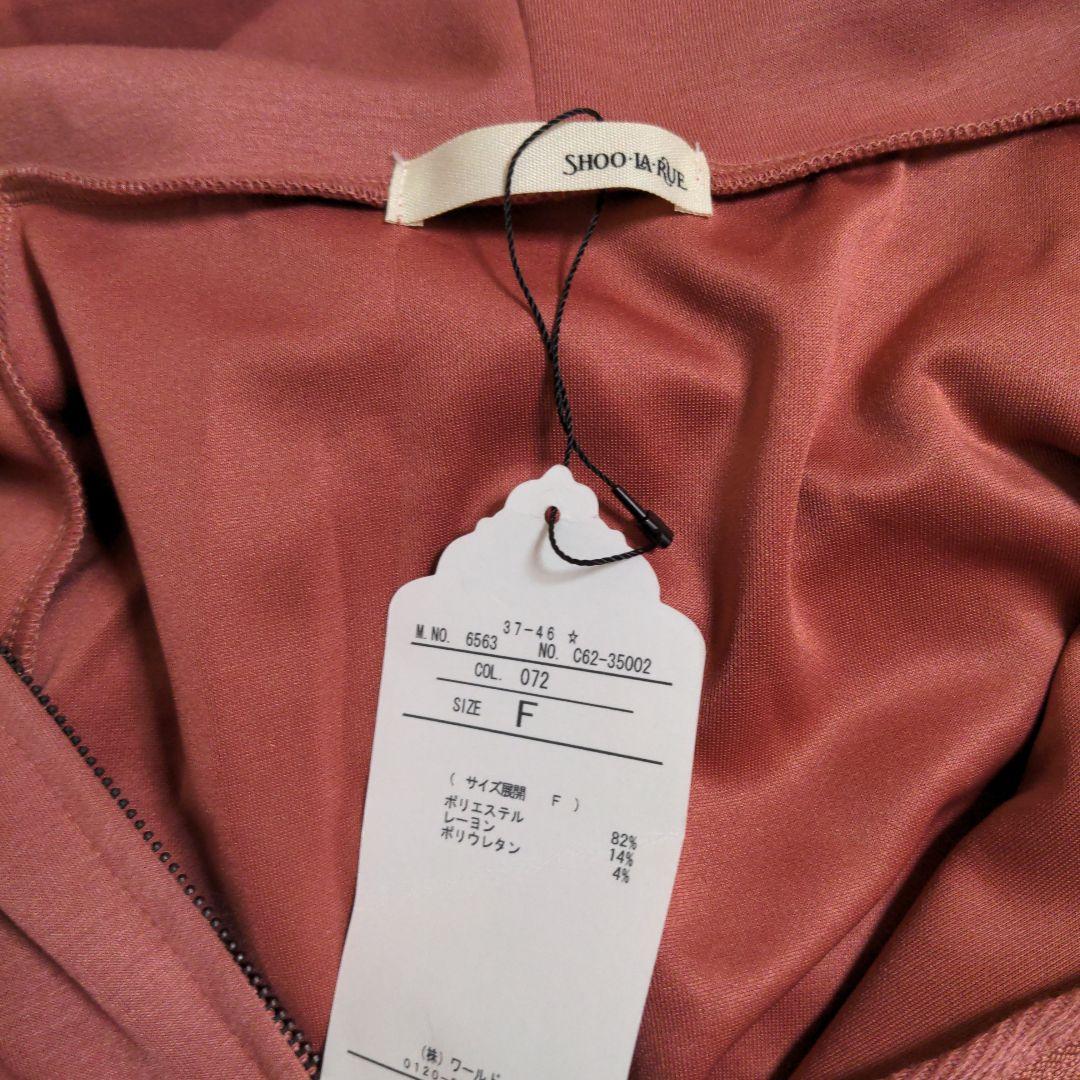 SHOO·LA·RUE
37-46 ☆
M.NO. 6563 NO. C62-35002
COL. 072
SIZE F
( サイズ展開 F )
ポリエステル 82%
レーヨン 14%
ポリウレタン 4%
(株) ワールド
0120-